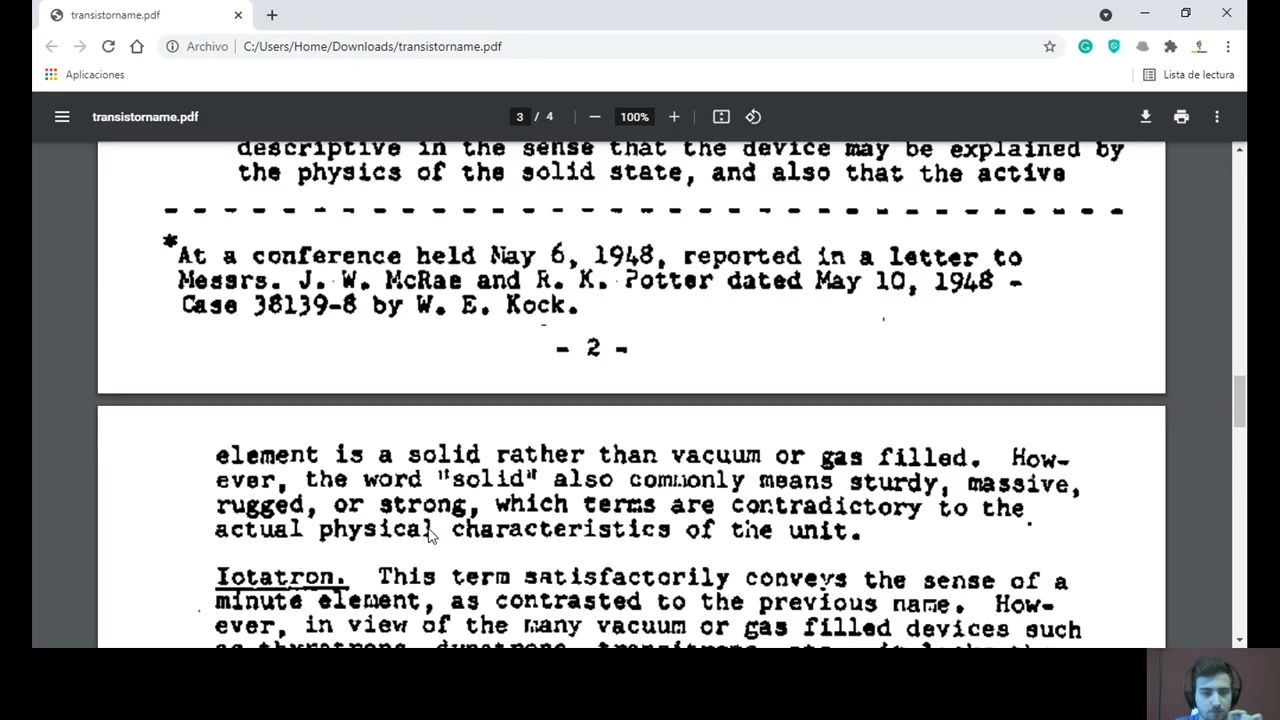 transistorname.pdf
Archivo
C:/Users/Home/Downloads/transistorname.pdf
Aplicaciones
Lista de lectura
transistorname.pdf
3 / 4
100%
descriptive in the sense that the device may be explained by
the physics of the solid state, and also that the active
*At a conference held May 6, 1948, reported in a letter to
Messrs. J. W. McRae and R. K. Potter dated May 10, 1948 -
Case 38139-8 by W. E. Kock.
- 2 -
element is a solid rather than vacuum or gas filled. How-
ever, the word "solid" also commonly means sturdy, massive,
rugged, or strong, which terms are contradictory to the
actual physical characteristics of the unit.
Iotatron. This term satisfactorily conveys the sense of a
minute element, as contrasted to the previous name. How-
ever, in view of the many vacuum or gas filled devices such